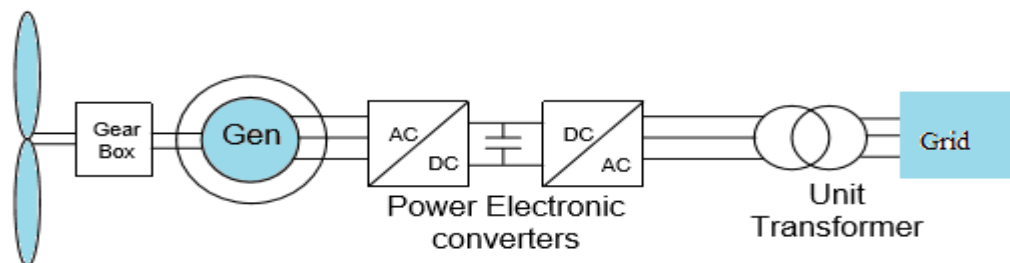 Gear
Box
Gen
AC
DC
DC
AC
Power Electronic
converters
Unit
Transformer
Grid